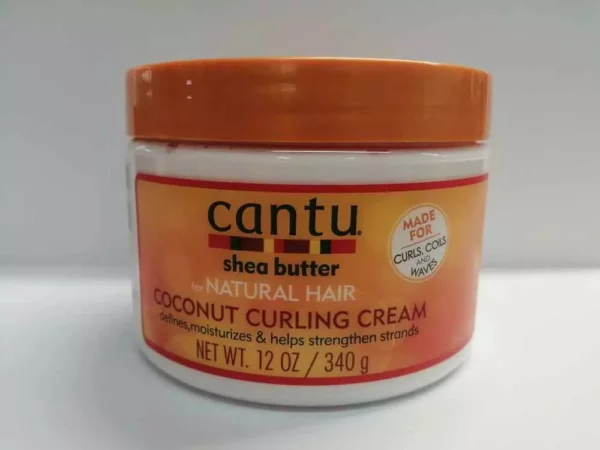 cantu®
shea butter
for NATURAL HAIR
COCONUT CURLING CREAM
defines, moisturizes & helps strengthen strands
NET WT. 12 OZ / 340 g
MADE
FOR
CURLS, COILS
AND
WAVES